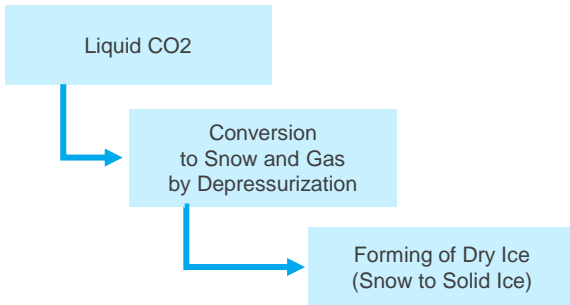 Liquid CO2
Conversion
to Snow and Gas
by Depressurization
Forming of Dry Ice
(Snow to Solid Ice)